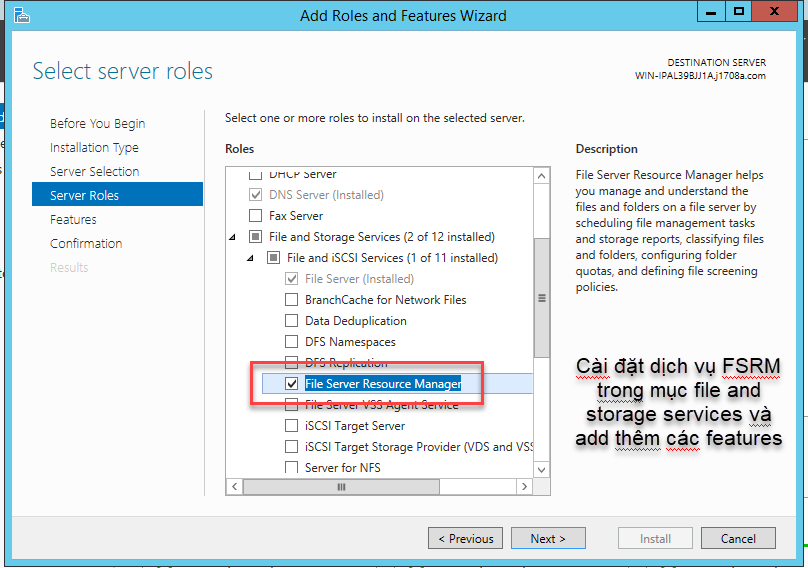 Add Roles and Features Wizard
Select server roles
DESTINATION SERVER
WIN-IPAL39BJJ1A.j1708a.com
Before You Begin
Installation Type
Server Selection
Server Roles
Features
Confirmation
Results
Select one or more roles to install on the selected server.
Roles
DHCP Server
DNS Server (Installed)
Fax Server
File and Storage Services (2 of 12 installed)
File and iSCSI Services (1 of 11 installed)
File Server (Installed)
BranchCache for Network Files
Data Deduplication
DFS Namespaces
DFS Replication
File Server Resource Manager
File Server VSS Agent Service
iSCSI Target Server
iSCSI Target Storage Provider (VDS and VSS
Server for NFS
Description
File Server Resource Manager helps
you manage and understand the
files and folders on a file server by
scheduling file management tasks
and storage reports, classifying files
and folders, configuring folder
quotas, and defining file screening
policies.
Cài đặt dịch vụ FSRM
trong mục file and
storage services và
add thêm các features
< Previous
Next >
Install
Cancel